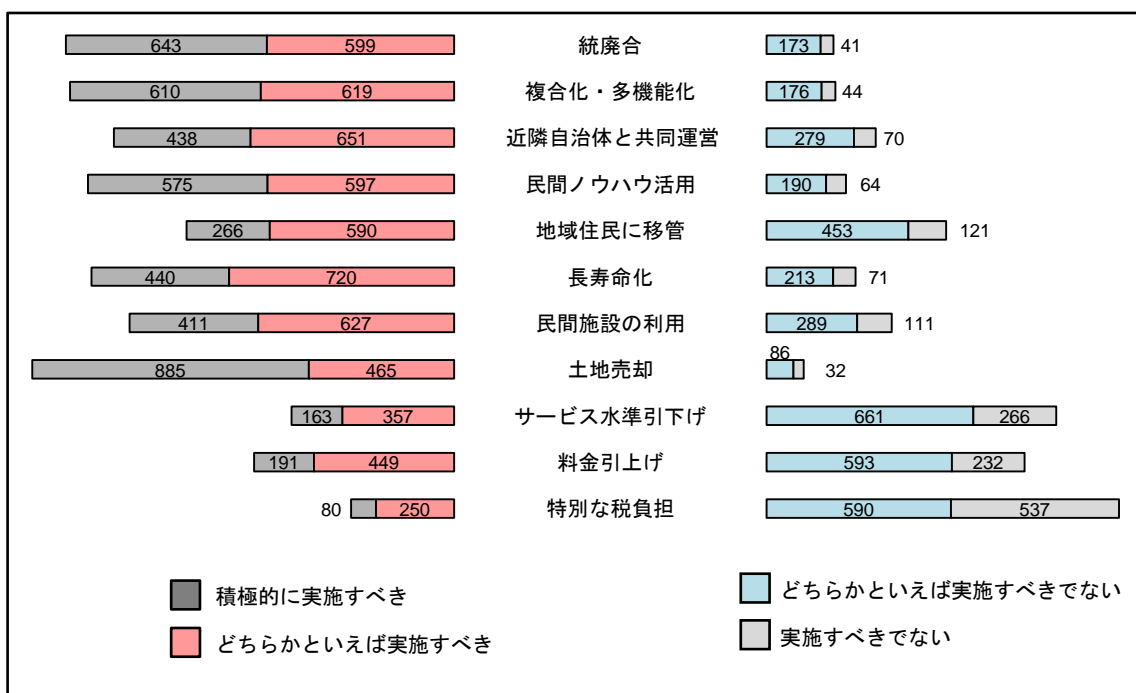 643 599 統廃合 173 41
610 619 複合化・多機能化 176 44
438 651 近隣自治体と共同運営 279 70
575 597 民間ノウハウ活用 190 64
266 590 地域住民に移管 453 121
440 720 長寿命化 213 71
411 627 民間施設の利用 289 111
885 465 土地売却 86 32
163 357 サービス水準引下げ 661 266
191 449 料金引上げ 593 232
80 250 特別な税負担 590 537
積極的に実施すべき
どちらかといえば実施すべき
どちらかといえば実施すべきでない
実施すべきでない